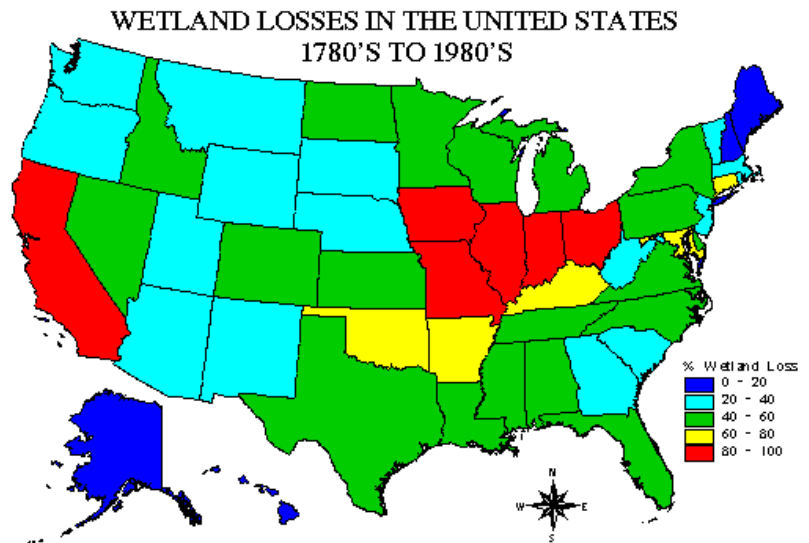 WETLAND LOSSES IN THE UNITED STATES
1780'S TO 1980'S
% Wetland Loss
0 - 20
20 - 40
40 - 60
60 - 80
80 - 100
N
W E
S